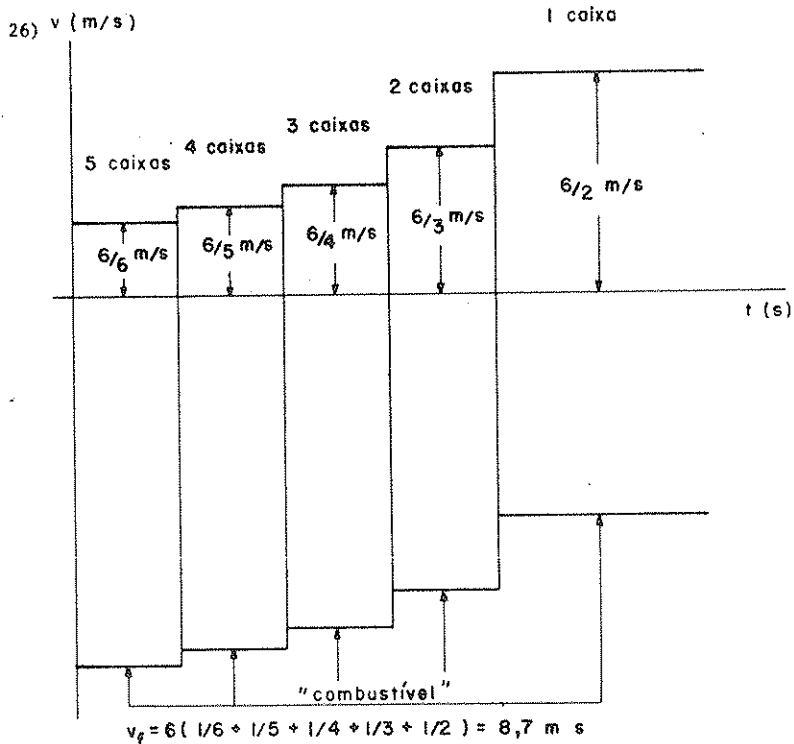 26) v (m/s)
1 caixa
2 caixas
3 caixas
4 caixas
5 caixas
6/6 m/s
6/5 m/s
6/4 m/s
6/3 m/s
6/2 m/s
t (s)
"combustível"
vf = 6( 1/6 + 1/5 + 1/4 + 1/3 + 1/2 ) = 8,7 m s